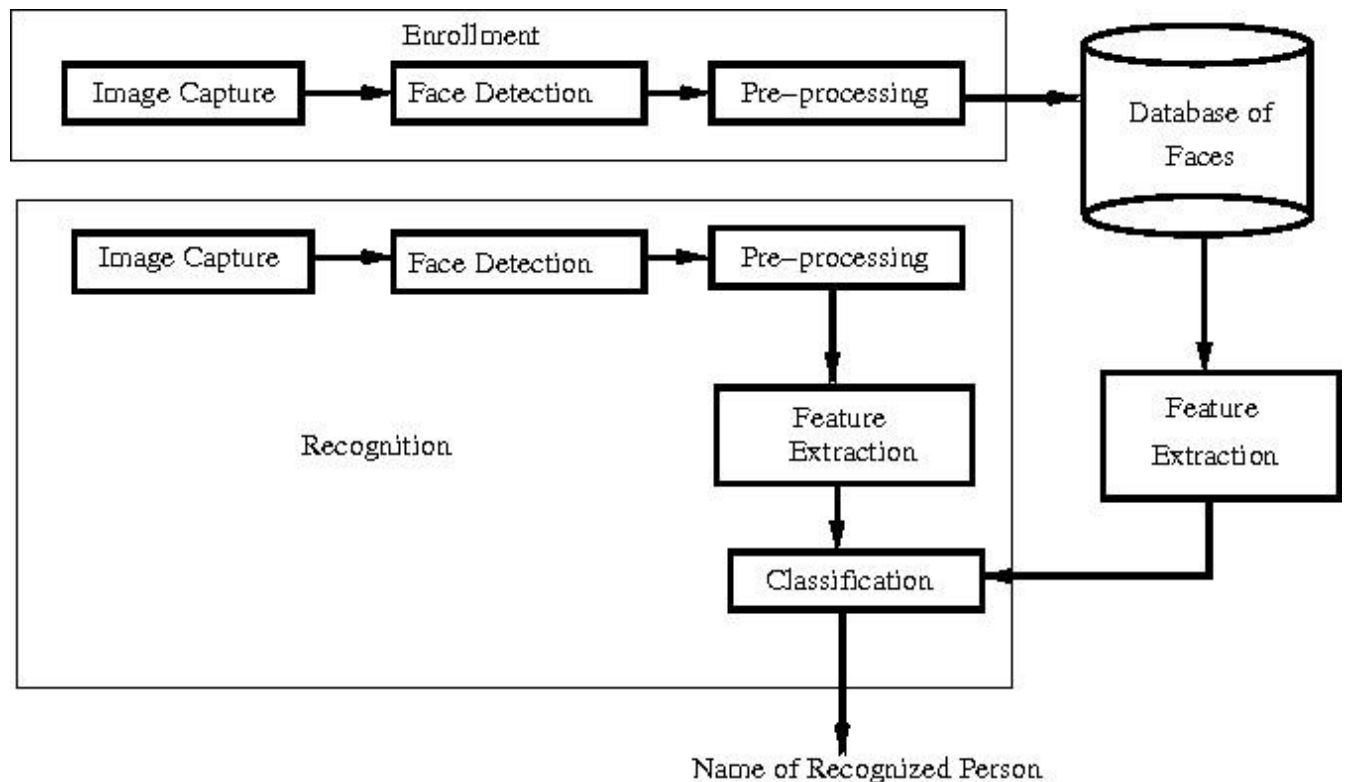 Enrollment
Image Capture
Face Detection
Pre–processing
Database of
Faces
Image Capture
Face Detection
Pre–processing
Feature
Extraction
Feature
Extraction
Recognition
Classification
Name of Recognized Person